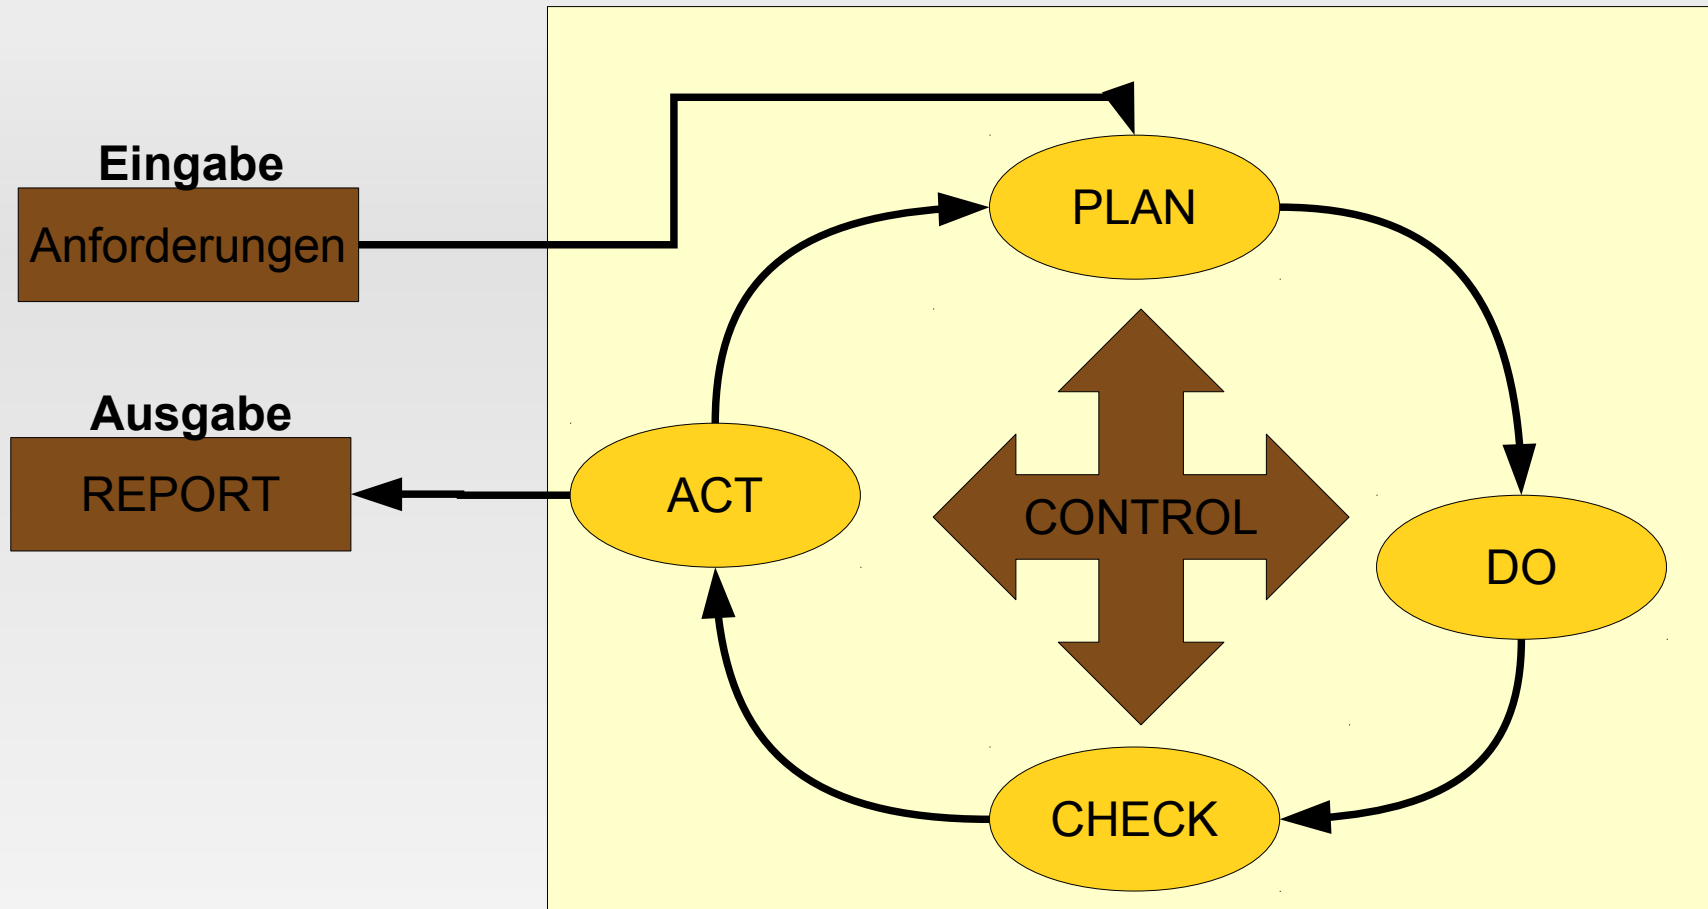 Eingabe
Anforderungen
Ausgabe
REPORT
PLAN
ACT
CONTROL
DO
CHECK